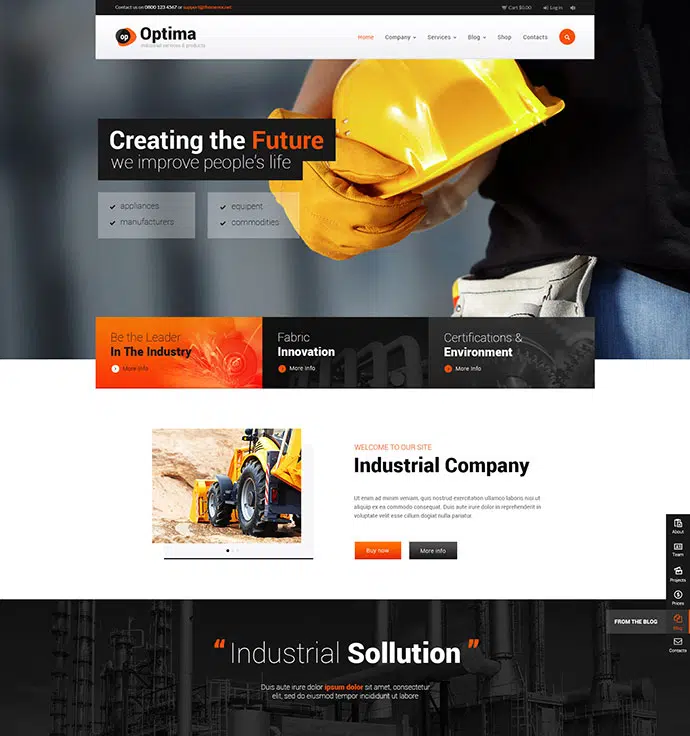 Contact us on 0800 123 4567 or
Cart $0.00
Log in
op Optima
industrial services & products
Home Company Services Blog Shop Contacts
Creating the Future
we improve people's life
appliances
equipent
manufacturers
commodities
Be the Leader
In The Industry
More Info
Fabric
Innovation
More Info
Certifications &
Environment
More Info
WELCOME TO OUR SITE
Industrial Company
Ut enim ad minim veniam, quis nostrud exercitation ullamco laboris nisi ut
aliquip ex ea commodo consequat. Duis aute irure dolor in reprehenderit in
voluptate velit esse cillum dogiat nulla pariatur.
Buy now
More info
About
Team
Projects
Prices
FROM THE BLOG
Blog
Contacts
“ Industrial Sollution ”
Duis aute irure dolor ipsum dolor sit amet, consectetur
elit, sed do eiusmod tempor incididunt ut labore